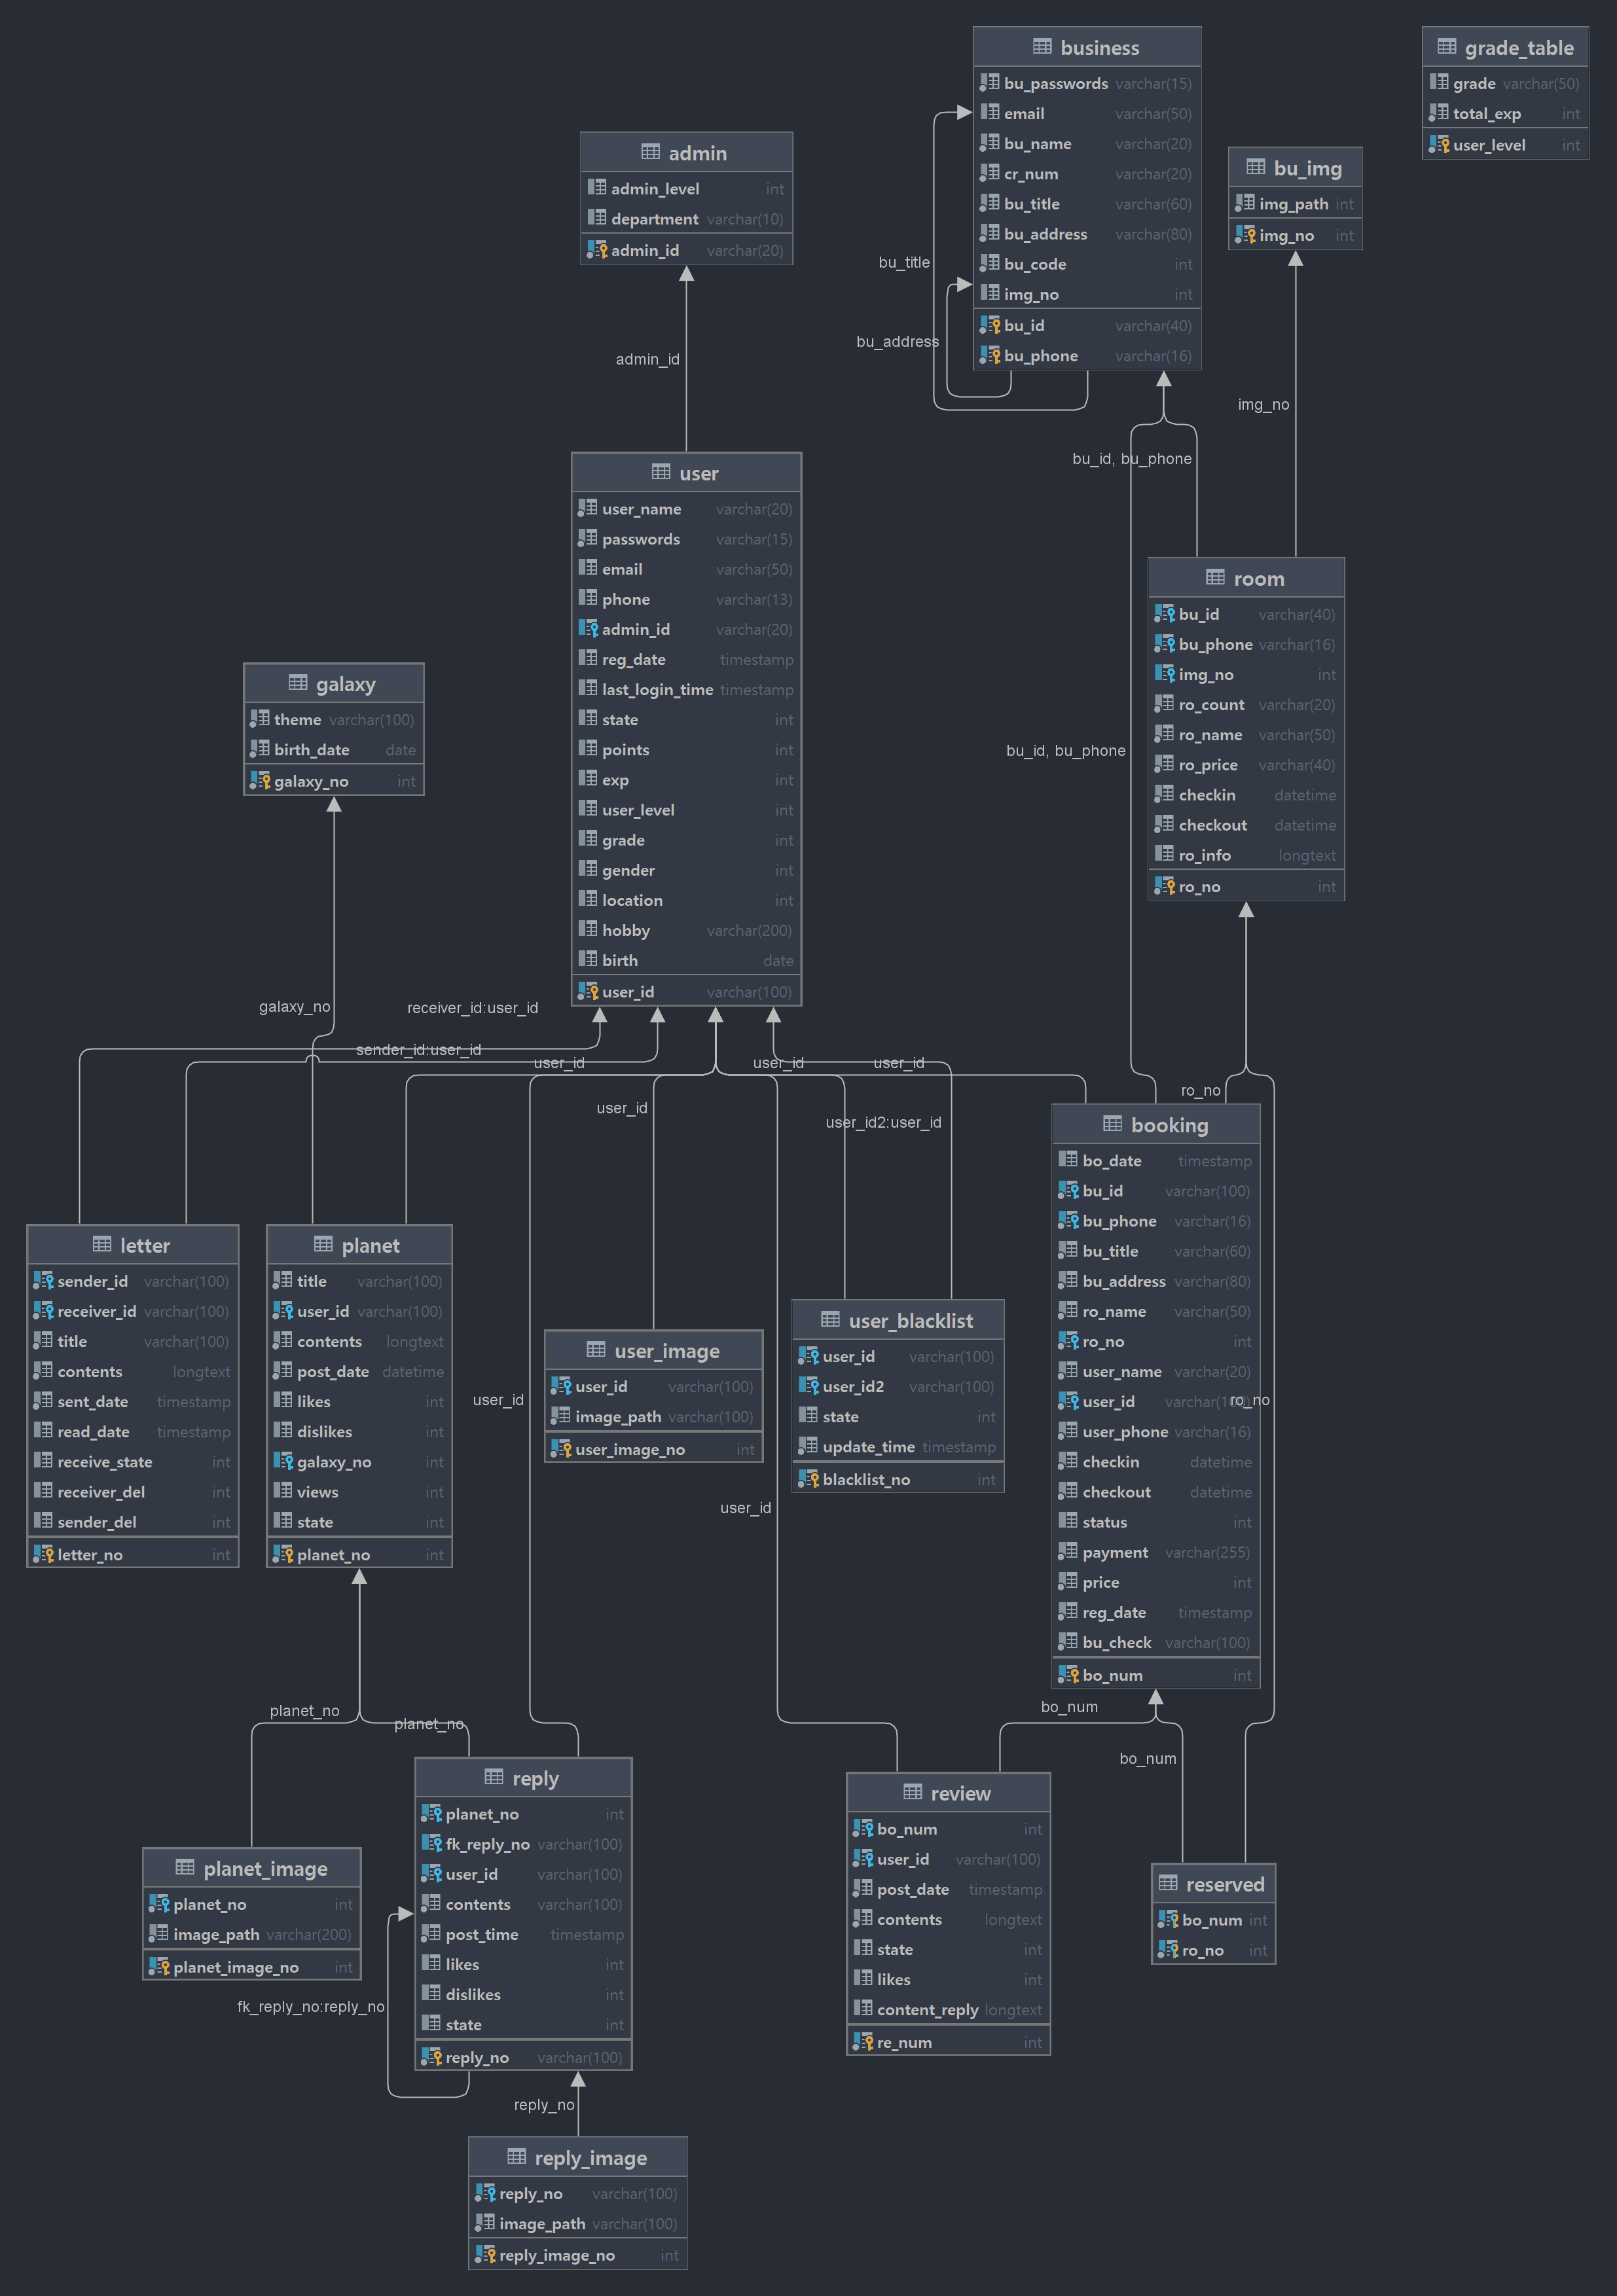 business
bu_passwords varchar(15)
email varchar(50)
bu_name varchar(20)
cr_num varchar(20)
bu_title varchar(60)
bu_address varchar(80)
bu_code int
img_no int
bu_id varchar(40)
bu_phone varchar(16)
grade_table
grade varchar(50)
total_exp int
user_level int
admin
admin_level int
department varchar(10)
admin_id varchar(20)
bu_img
img_path int
img_no int
bu_title
bu_address
admin_id
img_no
bu_id, bu_phone
user
user_name varchar(20)
passwords varchar(15)
email varchar(50)
phone varchar(13)
admin_id varchar(20)
reg_date timestamp
last_login_time timestamp
state int
points int
exp int
user_level int
grade int
gender int
location int
hobby varchar(200)
birth date
user_id varchar(100)
room
bu_id varchar(40)
bu_phone varchar(16)
img_no int
ro_count varchar(20)
ro_name varchar(50)
ro_price varchar(40)
checkin datetime
checkout datetime
ro_info longtext
ro_no int
galaxy
theme varchar(100)
birth_date date
galaxy_no int
bu_id, bu_phone
galaxy_no
receiver_id:user_id
sender_id:user_id
user_id
user_id
user_id
user_id
user_id2:user_id
ro_no
letter
sender_id varchar(100)
receiver_id varchar(100)
title varchar(100)
contents longtext
sent_date timestamp
read_date timestamp
receive_state int
receiver_del int
sender_del int
letter_no int
planet
title varchar(100)
user_id varchar(100)
contents longtext
post_date datetime
likes int
dislikes int
galaxy_no int
views int
state int
planet_no int
user_image
user_id varchar(100)
image_path varchar(100)
user_image_no int
user_blacklist
user_id varchar(100)
user_id2 varchar(100)
state int
update_time timestamp
blacklist_no int
booking
bo_date timestamp
bu_id varchar(100)
bu_phone varchar(16)
bu_title varchar(60)
bu_address varchar(80)
ro_name varchar(50)
ro_no int
user_name varchar(20)
user_id varchar(100)
user_phone varchar(16)
checkin datetime
checkout datetime
status int
payment varchar(255)
price int
reg_date timestamp
bu_check varchar(100)
bo_num int
user_id
ro_no
user_id
planet_no
planet_no
bo_num
bo_num
planet_image
planet_no int
image_path varchar(200)
planet_image_no int
reply
planet_no int
fk_reply_no varchar(100)
user_id varchar(100)
contents varchar(100)
post_time timestamp
likes int
dislikes int
state int
reply_no varchar(100)
fk_reply_no:reply_no
review
bo_num int
user_id varchar(100)
post_date timestamp
contents longtext
state int
likes int
content_reply longtext
re_num int
reserved
bo_num int
ro_no int
reply_no
reply_image
reply_no varchar(100)
image_path varchar(100)
reply_image_no int